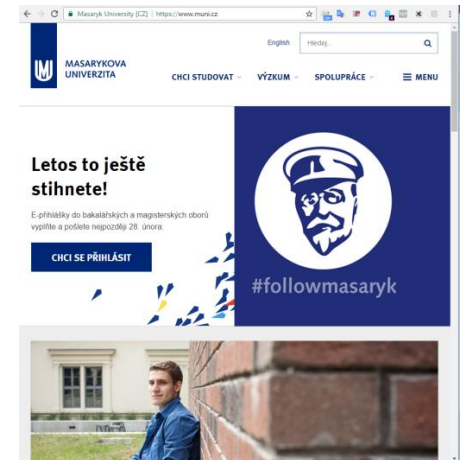 Masaryk University [CZ] | https://www.muni.cz
English
Hledej...
MASARYKOVA
UNIVERZITA
CHCI STUDOVAT
VÝZKUM
SPOLUPRÁCE
MENU
Letos to ještě
stihnete!
E-přihlášky do bakalářských a magisterských oborů
vyplňte a pošlete nejpozději 28. února.
CHCI SE PŘIHLÁSIT
#followmasaryk